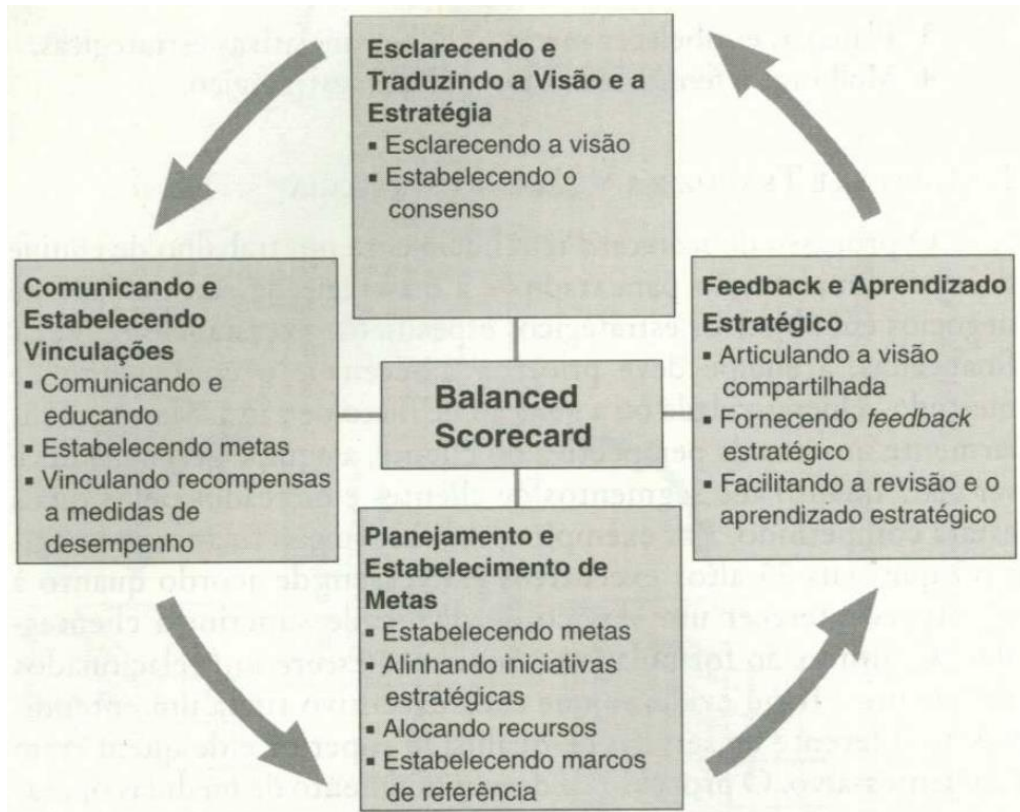 Esclarecendo e
Traduzindo a Visão e a
Estratégia
▪ Esclarecendo a visão
▪ Estabelecendo o
consenso
Comunicando e
Estabelecendo
Vinculações
▪ Comunicando e
educando
▪ Estabelecendo metas
▪ Vinculando recompensas
a medidas de
desempenho
Balanced
Scorecard
Feedback e Aprendizado
Estratégico
▪ Articulando a visão
compartilhada
▪ Fornecendo feedback
estratégico
▪ Facilitando a revisão e o
aprendizado estratégico
Planejamento e
Estabelecimento de
Metas
▪ Estabelecendo metas
▪ Alinhando iniciativas
estratégicas
▪ Alocando recursos
▪ Estabelecendo marcos
de referência